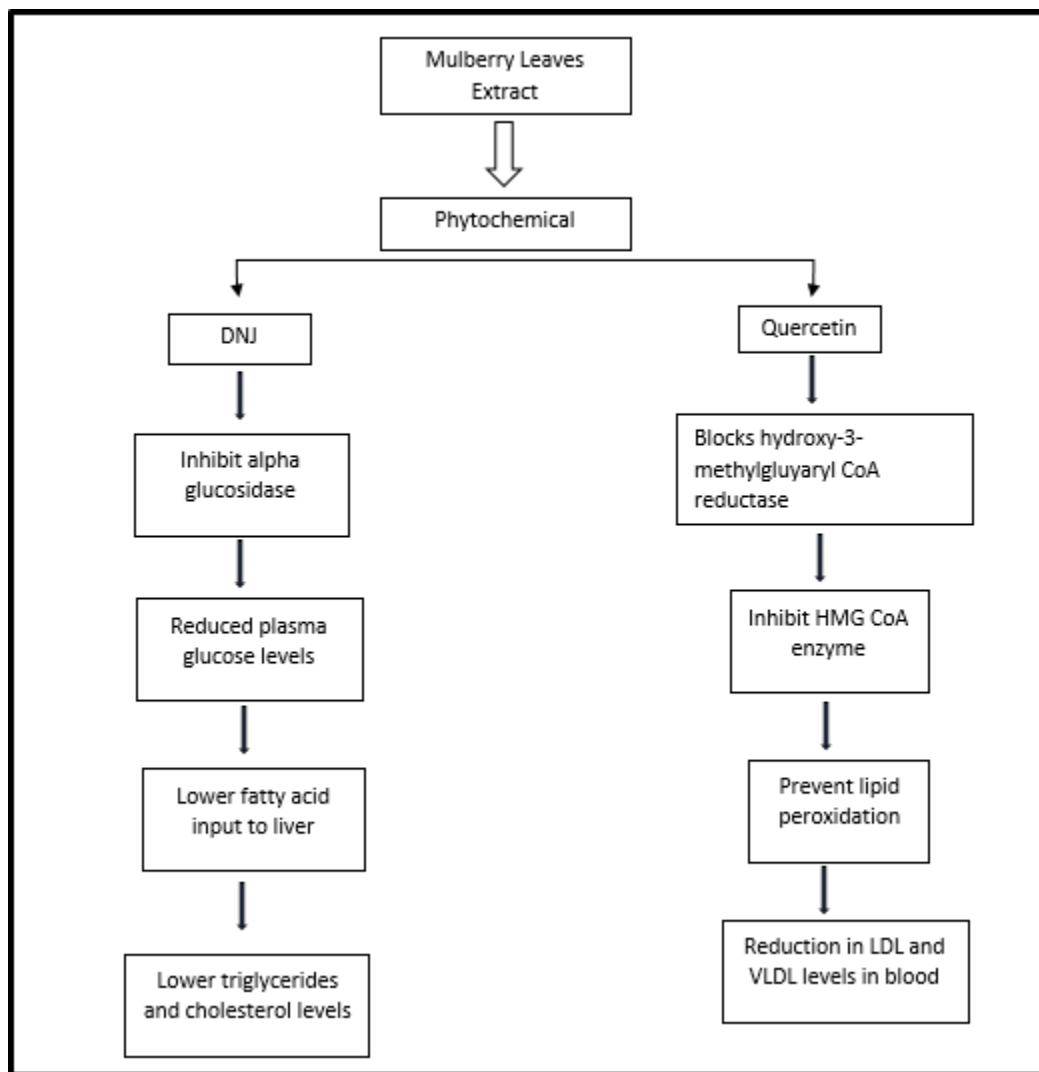 Mulberry Leaves
Extract
Phytochemical
DNJ
Quercetin
Inhibit alpha
glucosidase
Blocks hydroxy-3-
methylgluyaryl CoA
reductase
Reduced plasma
glucose levels
Inhibit HMG CoA
enzyme
Lower fatty acid
input to liver
Prevent lipid
peroxidation
Lower triglycerides
and cholesterol levels
Reduction in LDL and
VLDL levels in blood